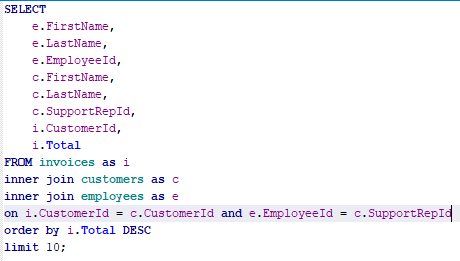 SELECT
    e.FirstName,
    e.LastName,
    e.EmployeeId,
    c.FirstName,
    c.LastName,
    c.SupportRepId,
    i.CustomerId,
    i.Total
FROM invoices as i
inner join customers as c
inner join employees as e
on i.CustomerId = c.CustomerId and e.EmployeeId = c.SupportRepId
order by i.Total DESC
limit 10;